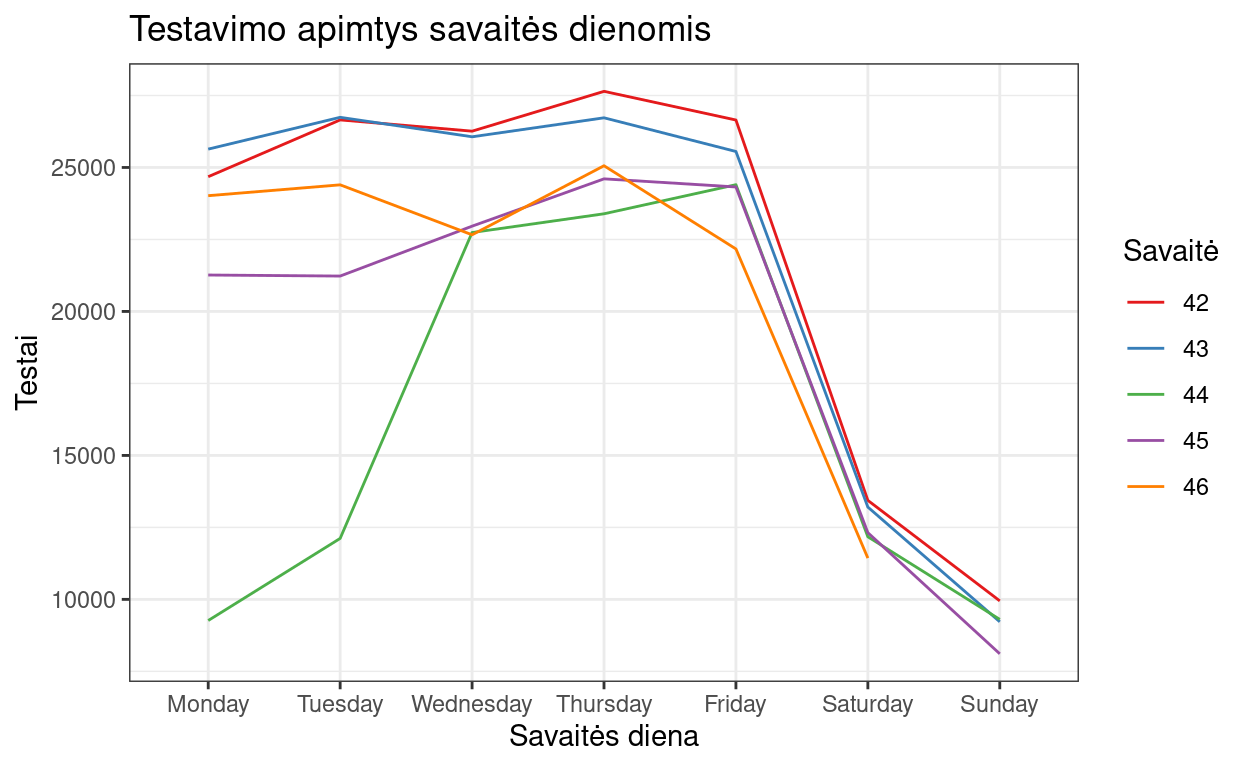 Testavimo apimtys savaitės dienomis
Testai
25000
20000
15000
10000
Monday Tuesday Wednesday Thursday Friday Saturday Sunday
Savaitės diena
Savaitė
42
43
44
45
46